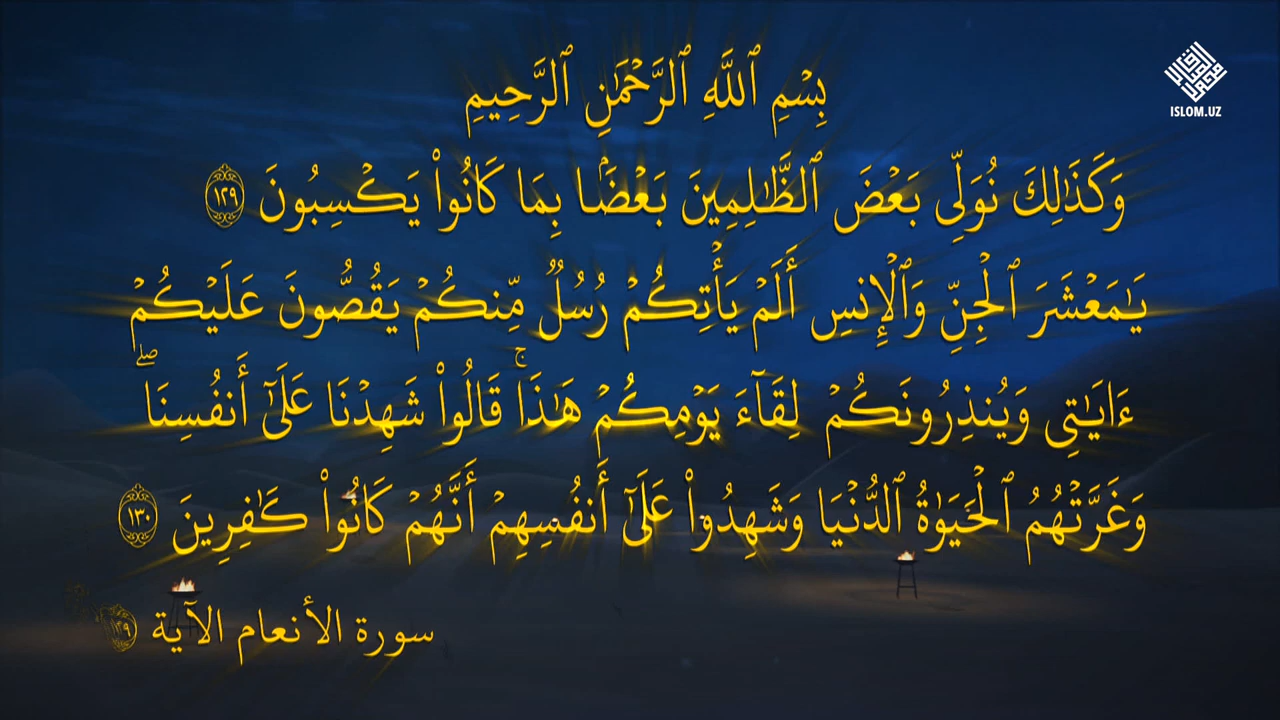 بِسْمِ ٱللَّهِ ٱلرَّحْمَٰنِ ٱلرَّحِيمِ
ISLOM.UZ
وَكَذَٰلِكَ نُوَلِّى بَعْضَ ٱلظَّٰلِمِينَ بَعْضًۢا بِمَا كَانُوا۟ يَكْسِبُونَ ١٢٩
يَٰمَعْشَرَ ٱلْجِنِّ وَٱلْإِنسِ أَلَمْ يَأْتِكُمْ رُسُلٌ مِّنكُمْ يَقُصُّونَ عَلَيْكُمْ
ءَايَٰتِى وَيُنذِرُونَكُمْ لِقَآءَ يَوْمِكُمْ هَٰذَا ۚ قَالُوا۟ شَهِدْنَا عَلَىٰٓ أَنفُسِنَا ۖ
وَغَرَّتْهُمُ ٱلْحَيَوٰةُ ٱلدُّنْيَا وَشَهِدُوا۟ عَلَىٰٓ أَنفُسِهِمْ أَنَّهُمْ كَانُوا۟ كَٰفِرِينَ ١٣٠
سورة الأنعام الآية